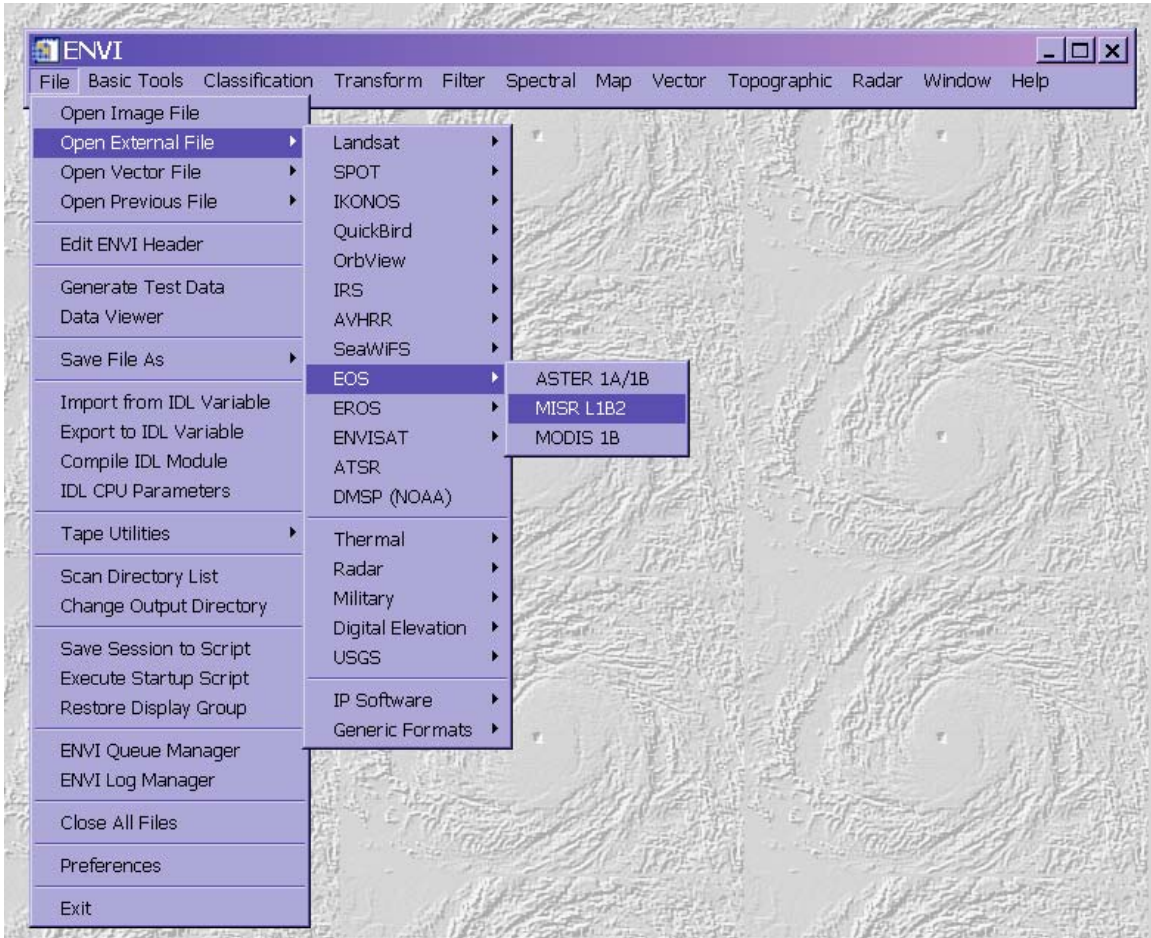 ENVI
File Basic Tools Classification Transform Filter Spectral Map Vector Topographic Radar Window Help
Open Image File
Open External File
Open Vector File
Open Previous File
Edit ENVI Header
Generate Test Data
Data Viewer
Save File As
Import from IDL Variable
Export to IDL Variable
Compile IDL Module
IDL CPU Parameters
Tape Utilities
Scan Directory List
Change Output Directory
Save Session to Script
Execute Startup Script
Restore Display Group
ENVI Queue Manager
ENVI Log Manager
Close All Files
Preferences
Exit
Landsat
SPOT
IKONOS
QuickBird
OrbView
IRS
AVHRR
SeaWiFS
EOS
EROS
ENVISAT
ATSR
DMSP (NOAA)
Thermal
Radar
Military
Digital Elevation
USGS
IP Software
Generic Formats
ASTER 1A/1B
MISR L1B2
MODIS 1B